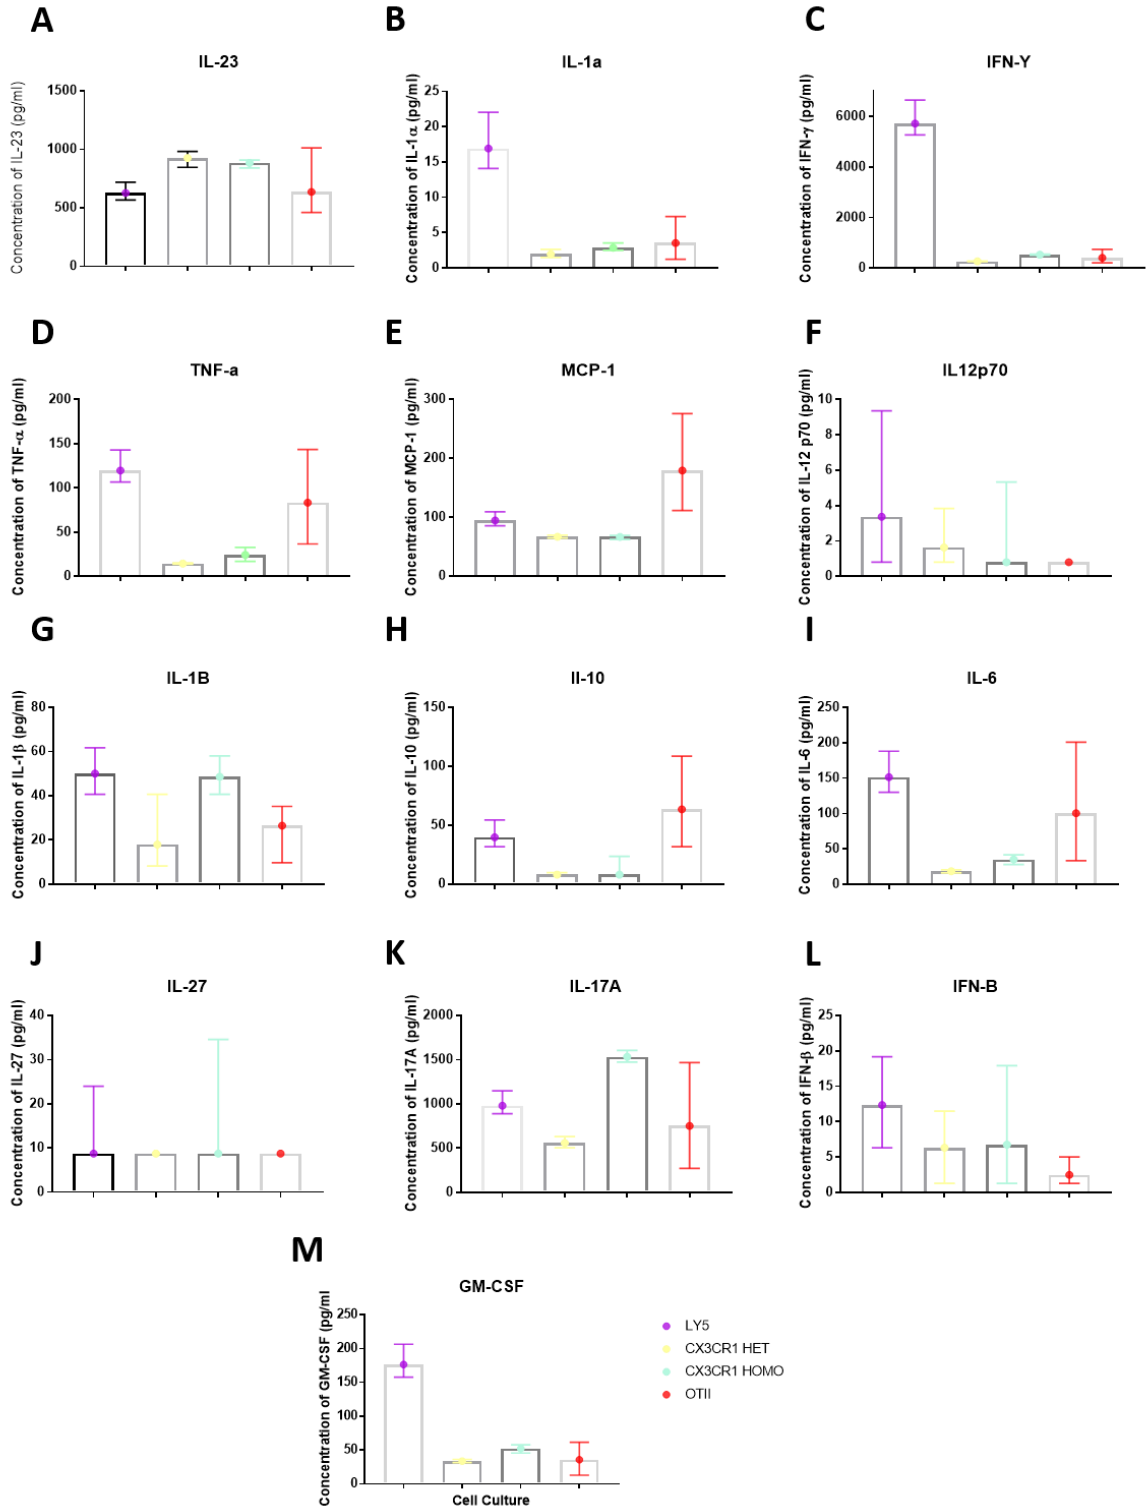 A
B
C
IL-23
IL-1a
IFN-Y
Concentration of IL-23 (pg/ml)
1500
1000
500
0
Concentration of IL-1α (pg/ml)
25
20
15
10
5
0
Concentration of IFN-γ (pg/ml)
6000
4000
2000
0
D
E
F
TNF-a
MCP-1
IL12p70
Concentration of TNF-α (pg/ml)
200
150
100
50
0
Concentration of MCP-1 (pg/ml)
300
200
100
0
Concentration of IL-12 p70 (pg/ml)
10
8
6
4
2
0
G
H
I
IL-1B
Il-10
IL-6
Concentration of IL-1β (pg/ml)
80
60
40
20
0
Concentration of IL-10 (pg/ml)
150
100
50
0
Concentration of IL-6 (pg/ml)
250
200
150
100
50
0
J
K
L
IL-27
IL-17A
IFN-B
Concentration of IL-27 (pg/ml)
40
30
20
10
0
Concentration of IL-17A (pg/ml)
2000
1500
1000
500
0
Concentration of IFN-β (pg/ml)
25
20
15
10
5
0
M
GM-CSF
Concentration of GM-CSF (pg/ml
250
200
150
100
50
0
Cell Culture
LY5
CX3CR1 HET
CX3CR1 HOMO
OTII